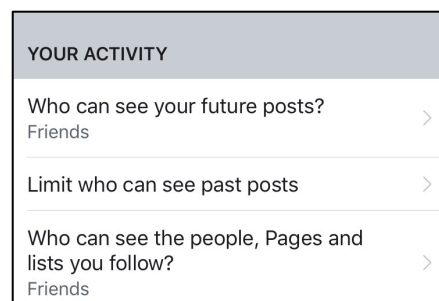 YOUR ACTIVITY
Who can see your future posts?
Friends
Limit who can see past posts
Who can see the people, Pages and
lists you follow?
Friends